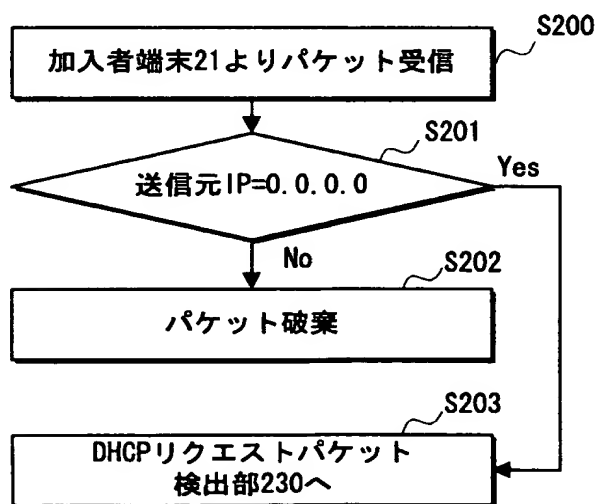 S200
加入者端末21よりパケット受信
S201
送信元IP=0.0.0.0
Yes
No
S202
パケット破棄
S203
DHCPリクエストパケット
検出部230へ